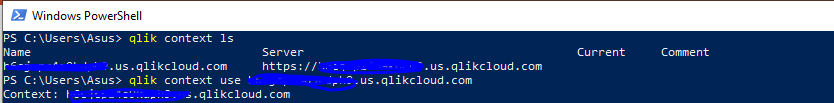 Windows PowerShell
PS C:\Users\Asus> qlik context ls
Name Server Current Comment
.us.qlikcloud.com https:// .us.qlikcloud.com
PS C:\Users\Asus> qlik context use .us.qlikcloud.com
Context: .qlikcloud.com